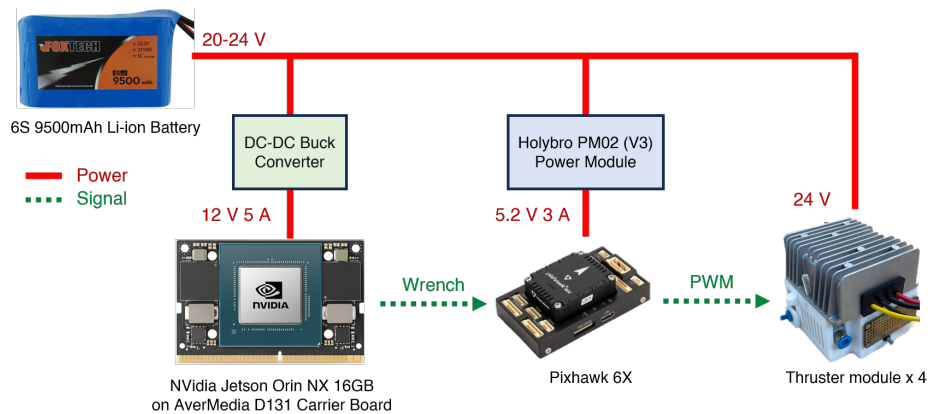 FOXTECH
9500 mAh
20-24 V
6S 9500mAh Li-ion Battery
DC-DC Buck
Converter
Holybro PM02 (V3)
Power Module
Power
Signal
12 V 5 A
5.2 V 3 A
24 V
NVIDIA
Wrench
PWM
NVidia Jetson Orin NX 16GB
on AverMedia D131 Carrier Board
Pixhawk 6X
Thruster module x 4